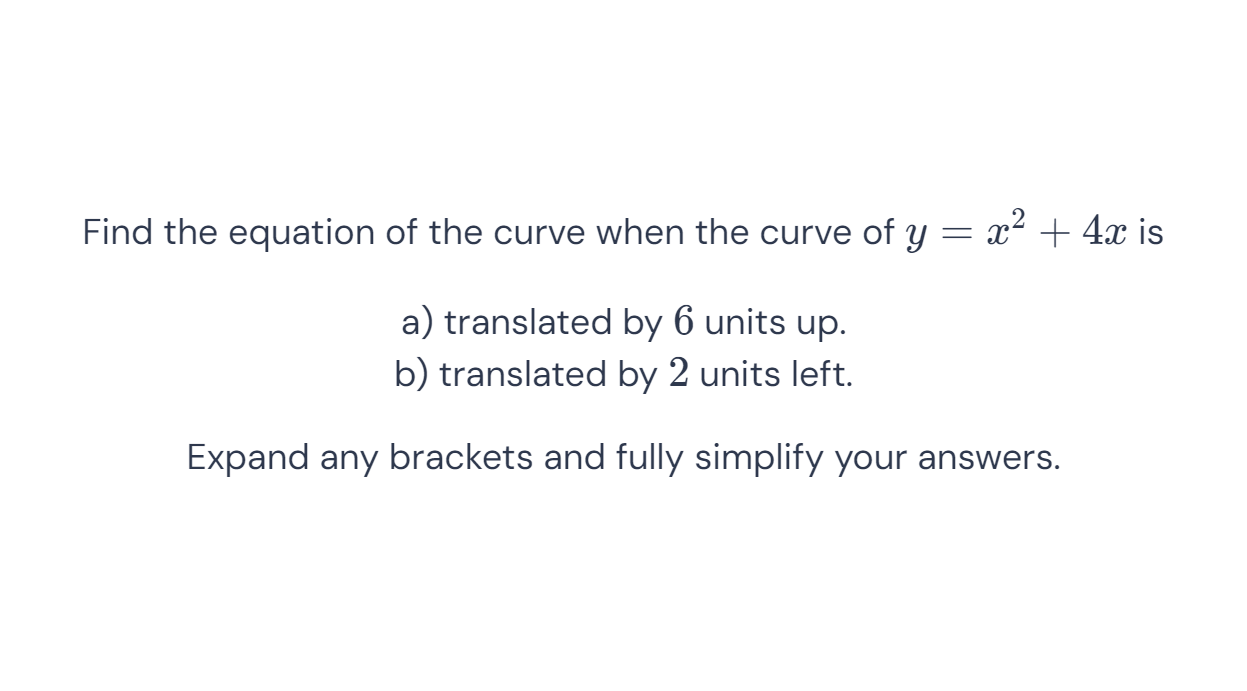 Find the equation of the curve when the curve of y = x² + 4x is
a) translated by 6 units up.
b) translated by 2 units left.
Expand any brackets and fully simplify your answers.